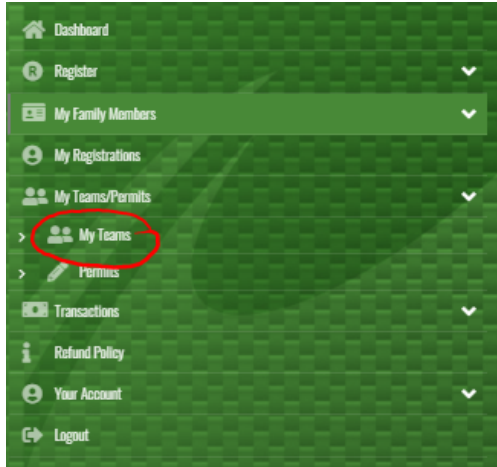 Dashboard
R Register
My Family Members
My Registrations
My Teams/Permits
My Teams
Permits
Transactions
Refund Policy
Your Account
Logout